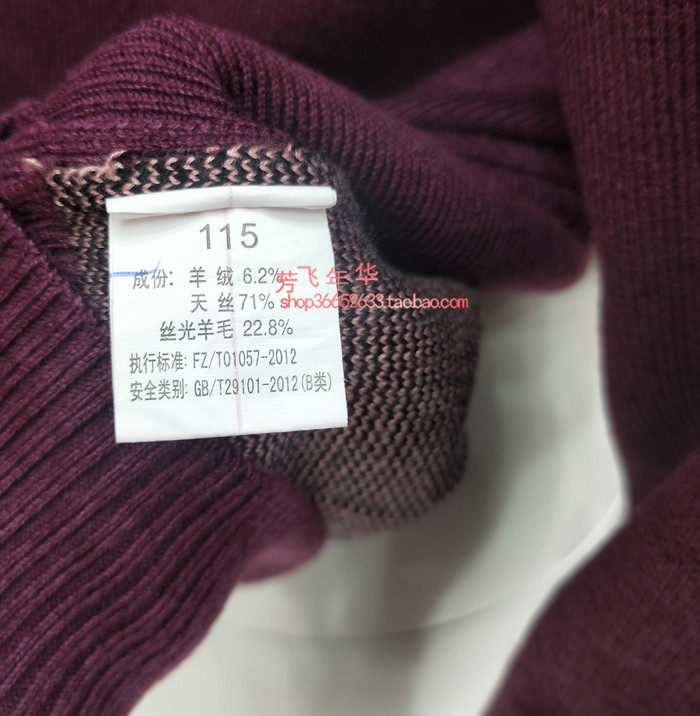 115
成份: 羊 绒 6.2%
天 丝 71%
丝光羊毛 22.8%
执行标准: FZ/T01057-2012
安全类别: GB/T29101-2012(B类)
芳飞年华
shop36652633.taobao.com